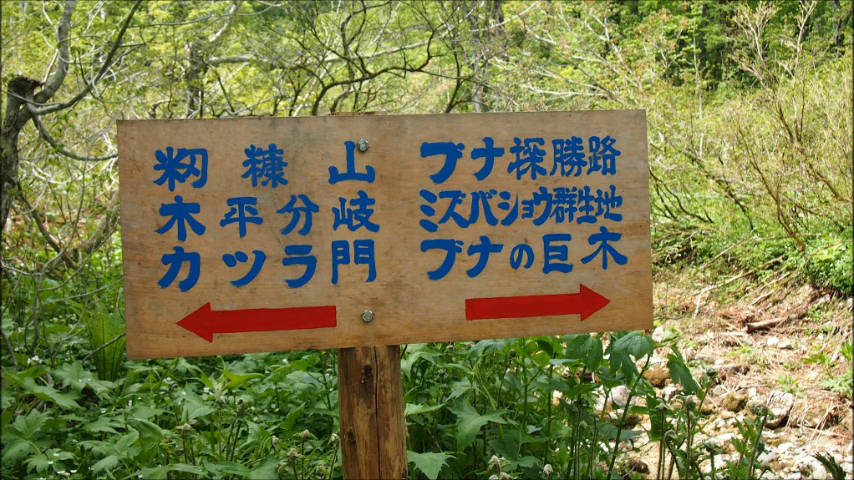 籾糠山
木平分岐
カツラ門
ブナ探勝路
ミズバショウ群生地
ブナの巨木